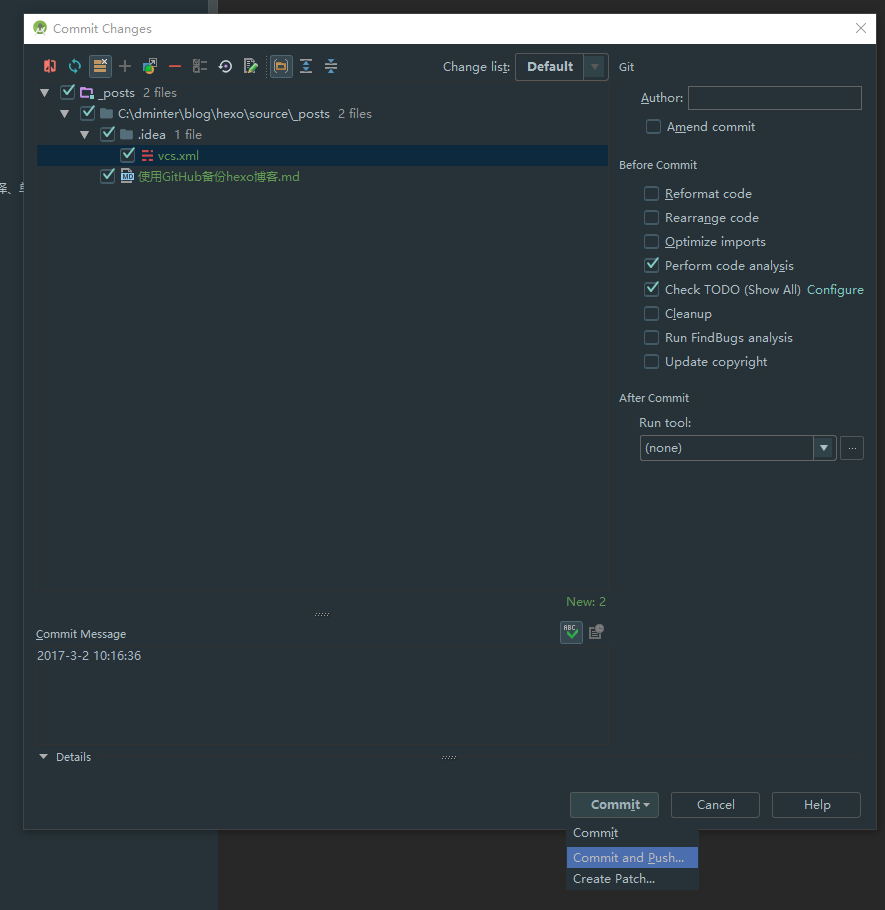 Commit Changes
Change list: Default
Git
_posts 2 files
C:\dminter\blog\hexo\source\_posts 2 files
.idea 1 file
vcs.xml
MD 使用GitHub备份hexo博客.md
Author:
Amend commit
Before Commit
Reformat code
Rearrange code
Optimize imports
Perform code analysis
Check TODO (Show All) Configure
Cleanup
Run FindBugs analysis
Update copyright
After Commit
Run tool:
(none)
...
New: 2
Commit Message
ABC
2017-3-2 10:16:36
Details
Commit
Cancel
Help
Commit
Commit and Push...
Create Patch...